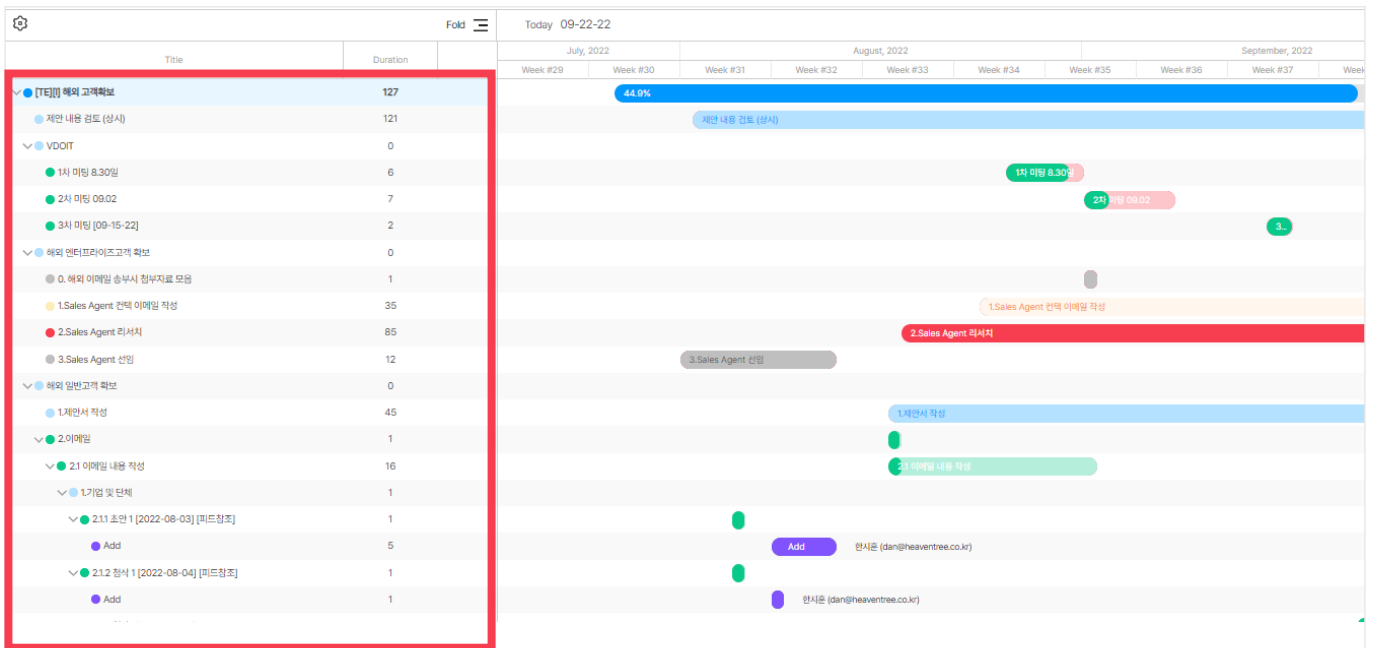 Fold
Today 09-22-22
Title Duration
July, 2022 August, 2022 September, 2022
Week #29 Week #30 Week #31 Week #32 Week #33 Week #34 Week #35 Week #36 Week #37 Week
[TE][I] 해외 고객확보 127 44.9%
제안 내용 검토 (상시) 121 제안 내용 검토 (상시)
VDOIT 0
1차 미팅 8.30일 6 1차 미팅 8.30일
2차 미팅 09.02 7 2차 미팅 09.02
3차 미팅 [09-15-22] 2 3..
해외 엔터프라이즈고객 확보 0
0. 해외 이메일 송부시 첨부자료 모음 1
1.Sales Agent 컨택 이메일 작성 35 1.Sales Agent 컨택 이메일 작성
2.Sales Agent 리서치 85 2.Sales Agent 리서치
3.Sales Agent 선임 12 3.Sales Agent 선임
해외 일반고객 확보 0
1.제안서 작성 45 1.제안서 작성
2.이메일 1
2.1 이메일 내용 작성 16 2.1 이메일 내용 작성
1.기업 및 단체 1
2.1.1 초안 1 [2022-08-03] [피드참조] 1
Add 5 Add 한시훈 (dan@heaventree.co.kr)
2.1.2 첨삭 1 [2022-08-04] [피드참조] 1
Add 1 한시훈 (dan@heaventree.co.kr)